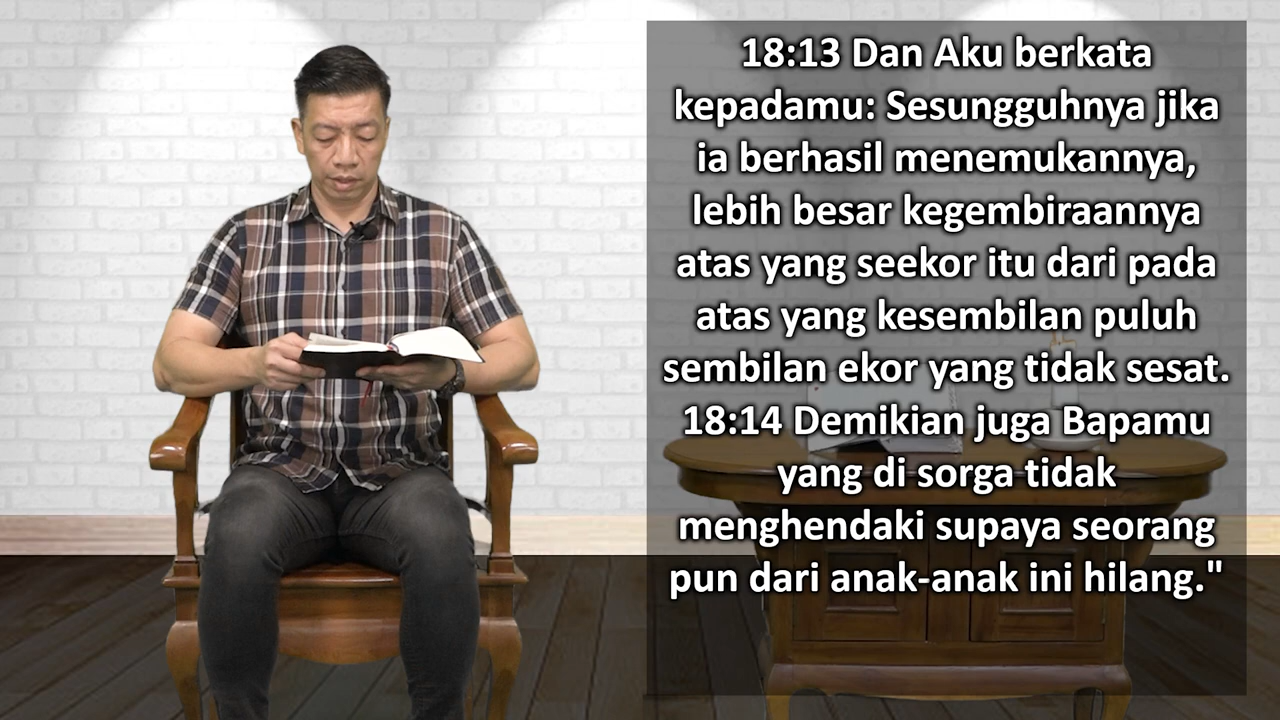 18:13 Dan Aku berkata
kepadamu: Sesungguhnya jika
ia berhasil menemukannya,
lebih besar kegembiraannya
atas yang seekor itu dari pada
atas yang kesembilan puluh
sembilan ekor yang tidak sesat.
18:14 Demikian juga Bapamu
yang di sorga tidak
menghendaki supaya seorang
pun dari anak-anak ini hilang."